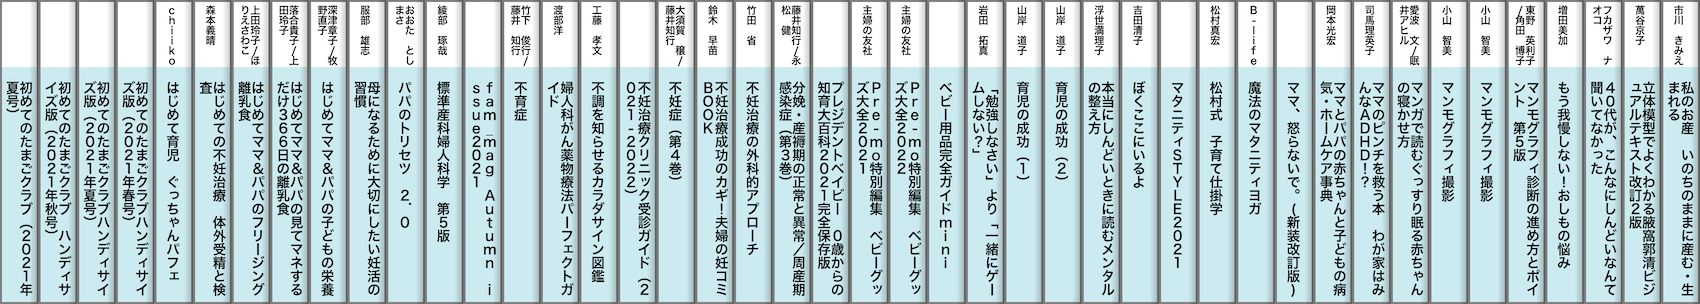 市川　きみえ
私のお産　いのちのままに産む・生まれる
萬谷京子
立体模型でよくわかる腋窩郭清ビジュアルテキスト改訂2版
フカザワ　ナオコ
40代が、こんなにしんどいなんて聞いてなかった
増田美加
もう我慢しない！おしもの悩み
東野　英利子/角田　博子
マンモグラフィ診断の進め方とポイント　第5版
小山　智美
マンモグラフィ撮影
小山　智美
マンモグラフィ撮影
愛波　文/眠井アヒル
マンガで読むぐっすり眠る赤ちゃんの寝かせ方
司馬理英子
ママのピンチを救う本　わが家はみんなADHD！？
岡本光宏
ママとパパの赤ちゃんと子どもの病気・ホームケア事典
ママ、怒らないで。(新装改訂版)
B-life
魔法のマタニティヨガ
松村真宏
松村式　子育て仕掛学
マタニティSTYLE2021
吉田清子
ぼくここにいるよ
浮世満理子
本当にしんどいときに読むメンタルの整え方
山岸　道子
育児の成功（2）
山岸　道子
育児の成功（1）
岩田　拓真
「勉強しなさい」より「一緒にゲームしない？」
ベビー用品完全ガイドmini
主婦の友社
Pre-mo特別編集　ベビーグッズ大全2022
主婦の友社
Pre-mo特別編集　ベビーグッズ大全2021
プレジデントベイビー　0歳からの知育大百科2021完全保存版
藤井知行/永松　健
分娩・産褥期の正常と異常/周産期感染症（第3巻）
竹田　省
不妊治療の外科的アプローチ
鈴木　早苗
不妊治療成功のカギ！夫婦の妊コミBOOK
大須賀　穣/藤井知行
不妊症（第4巻）
不妊治療クリニック受診ガイド（2021-2022）
工藤　孝文
不調を知らせるカラダサイン図鑑
渡部洋
婦人科がん薬物療法パーフェクトガイド
竹下　俊行/藤井　知行
不育症
fam_mag Autumn issue2021
綾部　琢哉
標準産科婦人科学　第5版
おおた　としまさ
パパのトリセツ　2.0
服部　雄志
母になるために大切にしたい妊活の習慣
深津章子/牧野直子
はじめてママ&パパの子どもの栄養
落合貴子/上田玲子
はじめてママ&パパの見てマネするだけ366日の離乳食
上田玲子/ほりえさわこ
はじめてママ&パパのフリージング離乳食
森本義晴
はじめての不妊治療　体外受精と検査
chiiko
はじめて育児　ぐっちゃんパフェ
初めてのたまごクラブハンディサイズ版（2021年春号）
初めてのたまごクラブハンディサイズ版（2021年夏号）
初めてのたまごクラブ　ハンディサイズ版（2021年秋号）
初めてのたまごクラブ（2021年夏号）